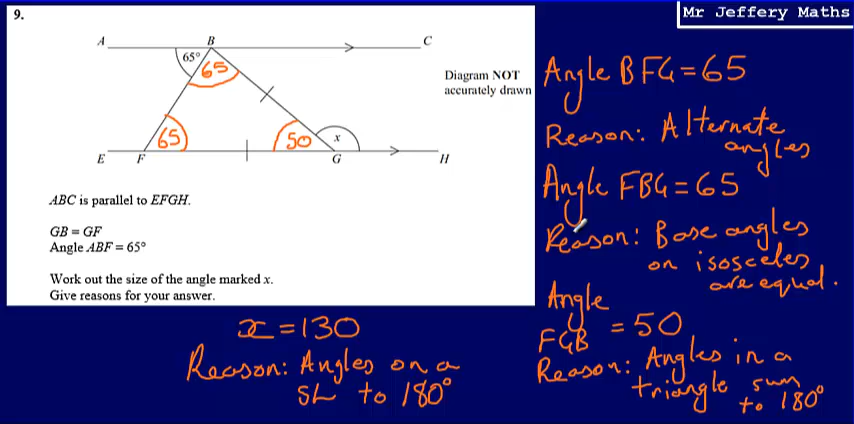 Mr Jeffery Maths
9.
A B C
65°
65
Diagram NOT
accurately drawn
65 50 x
E F G H
ABC is parallel to EFGH.
GB = GF
Angle ABF = 65°
Work out the size of the angle marked x.
Give reasons for your answer.
Angle BFG = 65
Reason: Alternate
angles
Angle FBG = 65
Reason: Base angles
on isosceles
are equal.
Angle
FGB = 50
Reason: Angles in a
triangle sum
to 180°
x = 130
Reason: Angles on a
SL to 180°